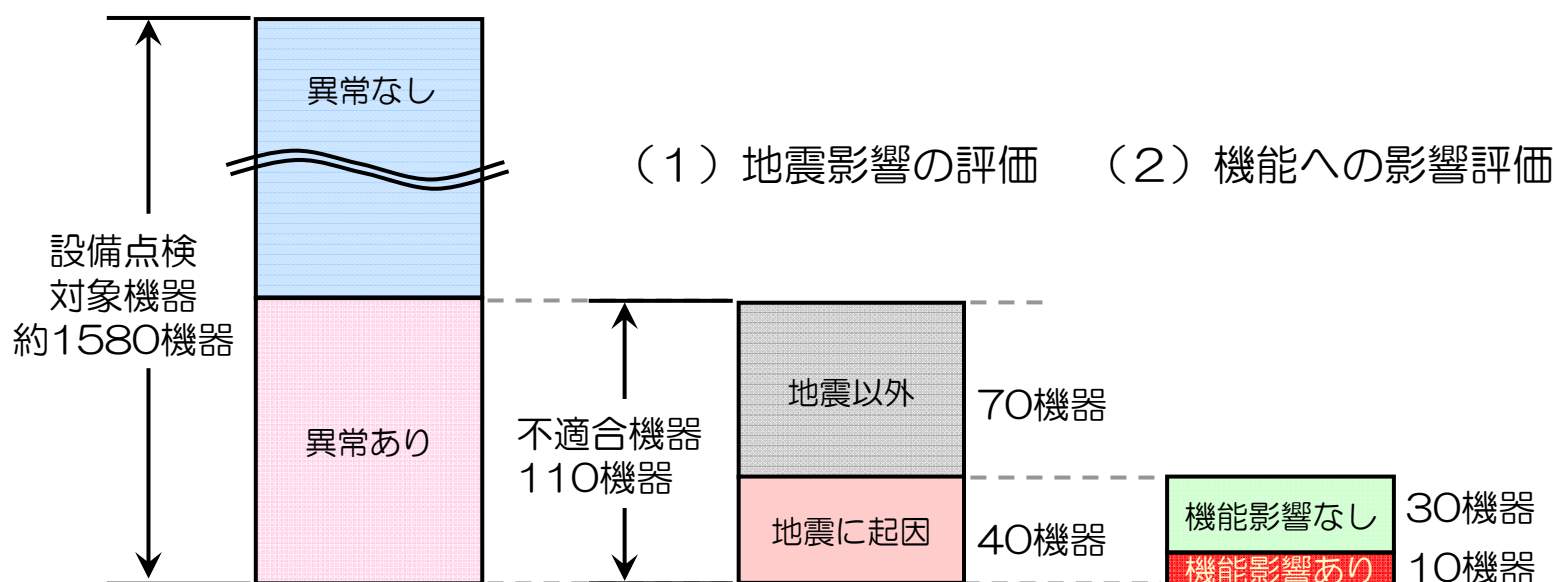 異常なし
（１）地震影響の評価　（２）機能への影響評価
設備点検
対象機器
約1580機器
異常あり
不適合機器
110機器
地震以外
70機器
地震に起因
40機器
機能影響なし
30機器
機能影響あり
10機器